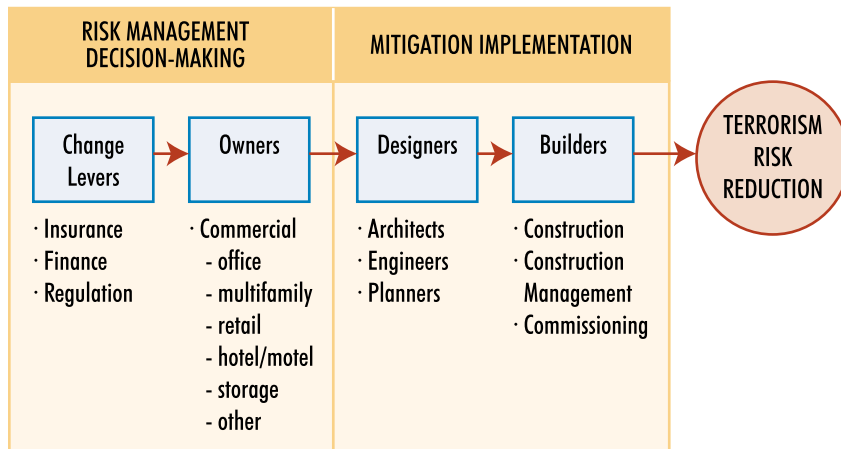 RISK MANAGEMENT
DECISION-MAKING
MITIGATION IMPLEMENTATION
Change
Levers
Owners
Designers
Builders
TERRORISM
RISK
REDUCTION
· Insurance
· Finance
· Regulation
· Commercial
- office
- multifamily
- retail
- hotel/motel
- storage
- other
· Architects
· Engineers
· Planners
· Construction
· Construction
Management
· Commissioning